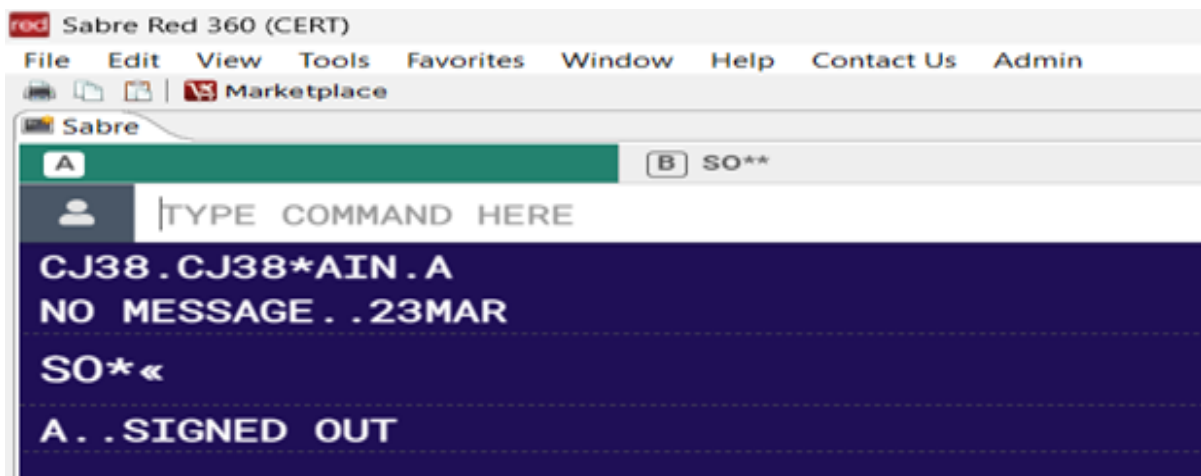 red Sabre Red 360 (CERT)
File Edit View Tools Favorites Window Help Contact Us Admin
Marketplace
Sabre
A B SO**
TYPE COMMAND HERE
CJ38.CJ38*AIN.A
NO MESSAGE..23MAR
SO*«
A..SIGNED OUT